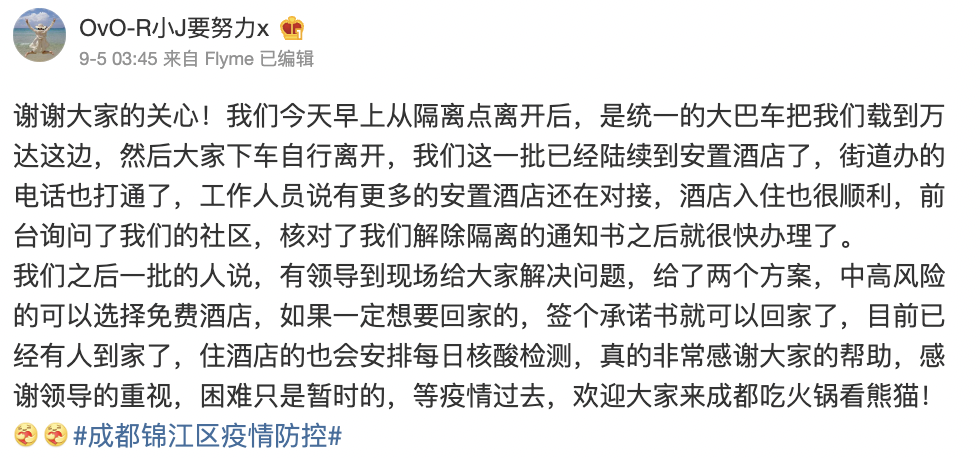 OvO-R小J要努力x
9-5 03:45 来自 Flyme 已编辑
谢谢大家的关心！我们今天早上从隔离点离开后，是统一的大巴车把我们载到万
达这边，然后大家下车自行离开，我们这一批已经陆续到安置酒店了，街道办的
电话也打通了，工作人员说有更多的安置酒店还在对接，酒店入住也很顺利，前
台询问了我们的社区，核对了我们解除隔离的通知书之后就很快办理了。
我们之后一批的人说，有领导到现场给大家解决问题，给了两个方案，中高风险
的可以选择免费酒店，如果一定想要回家的，签个承诺书就可以回家了，目前已
经有人到家了，住酒店的也会安排每日核酸检测，真的非常感谢大家的帮助，感
谢领导的重视，困难只是暂时的，等疫情过去，欢迎大家来成都吃火锅看熊猫！
#成都锦江区疫情防控#